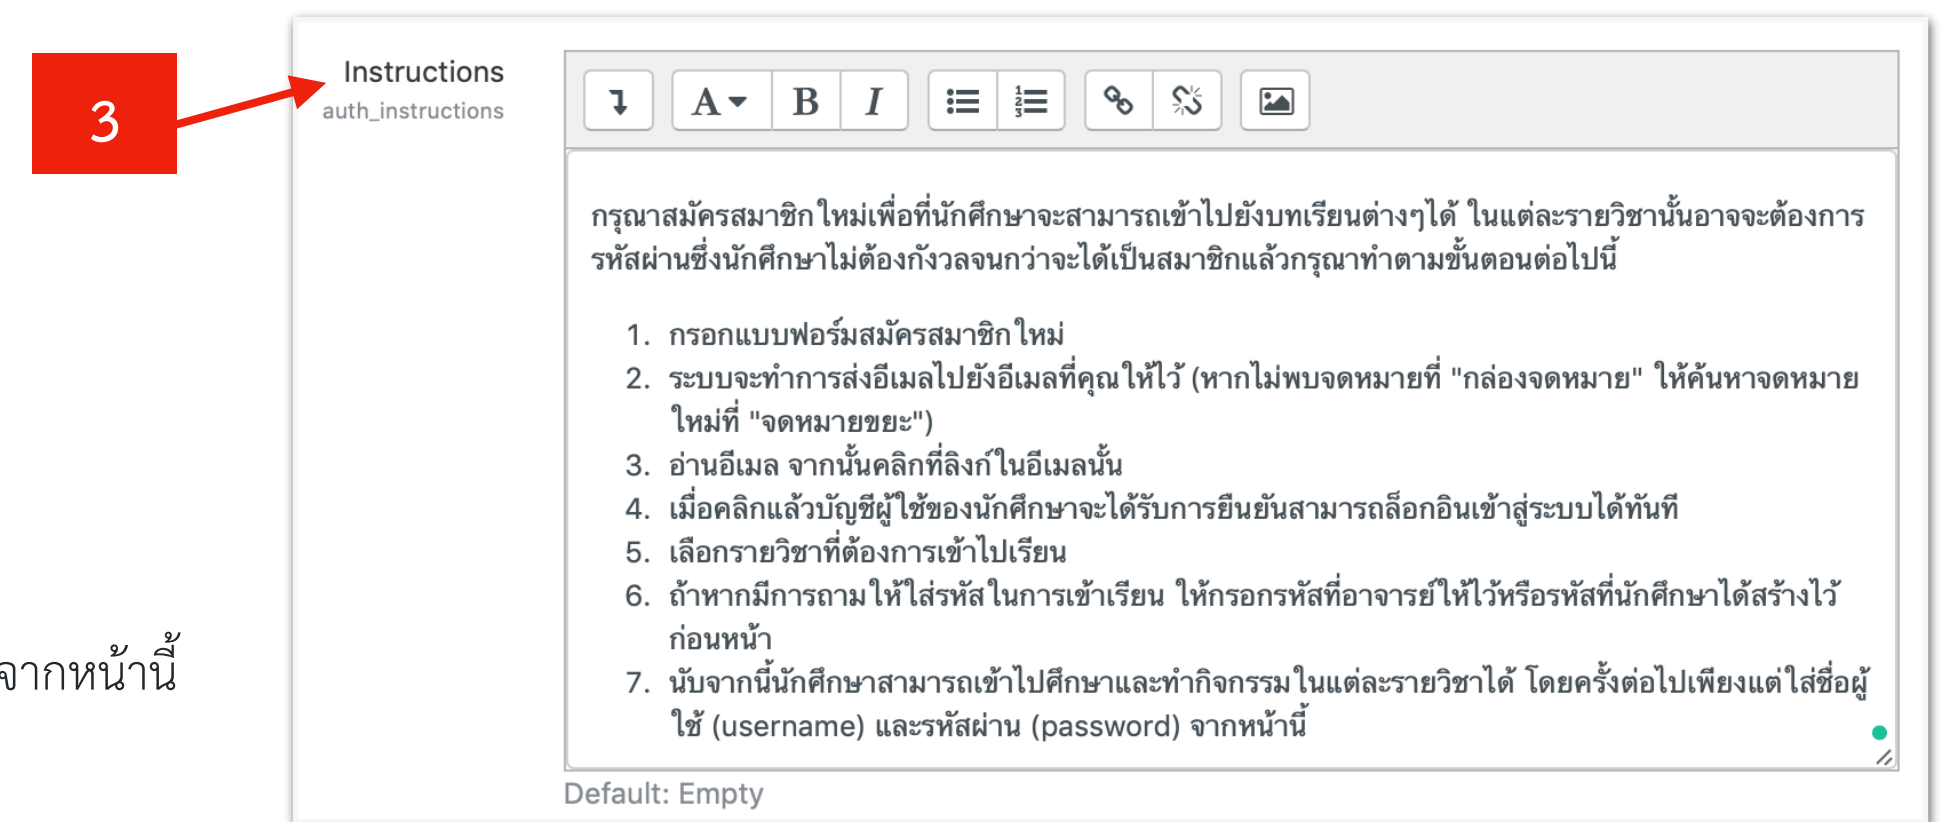 3
Instructions
auth_instructions
กรุณาสมัครสมาชิกใหม่เพื่อที่นักศึกษาจะสามารถเข้าไปยังบทเรียนต่างๆได้ ในแต่ละรายวิชานั้นอาจจะต้องการ
รหัสผ่านซึ่งนักศึกษาไม่ต้องกังวลจนกว่าจะได้เป็นสมาชิกแล้วกรุณาทำตามขั้นตอนต่อไปนี้
1. กรอกแบบฟอร์มสมัครสมาชิกใหม่
2. ระบบจะทำการส่งอีเมลไปยังอีเมลที่คุณให้ไว้ (หากไม่พบจดหมายที่ "กล่องจดหมาย" ให้ค้นหาจดหมาย
ใหม่ที่ "จดหมายขยะ")
3. อ่านอีเมล จากนั้นคลิกที่ลิงก์ในอีเมลนั้น
4. เมื่อคลิกแล้วบัญชีผู้ใช้ของนักศึกษาจะได้รับการยืนยันสามารถล็อกอินเข้าสู่ระบบได้ทันที
5. เลือกรายวิชาที่ต้องการเข้าไปเรียน
6. ถ้าหากมีการถามให้ใส่รหัสในการเข้าเรียน ให้กรอกรหัสที่อาจารย์ให้ไว้หรือรหัสที่นักศึกษาได้สร้างไว้
ก่อนหน้า
7. นับจากนี้นักศึกษาสามารถเข้าไปศึกษาและทำกิจกรรมในแต่ละรายวิชาได้ โดยครั้งต่อไปเพียงแต่ใส่ชื่อผู้
ใช้ (username) และรหัสผ่าน (password) จากหน้านี้
Default: Empty
จากหน้านี้